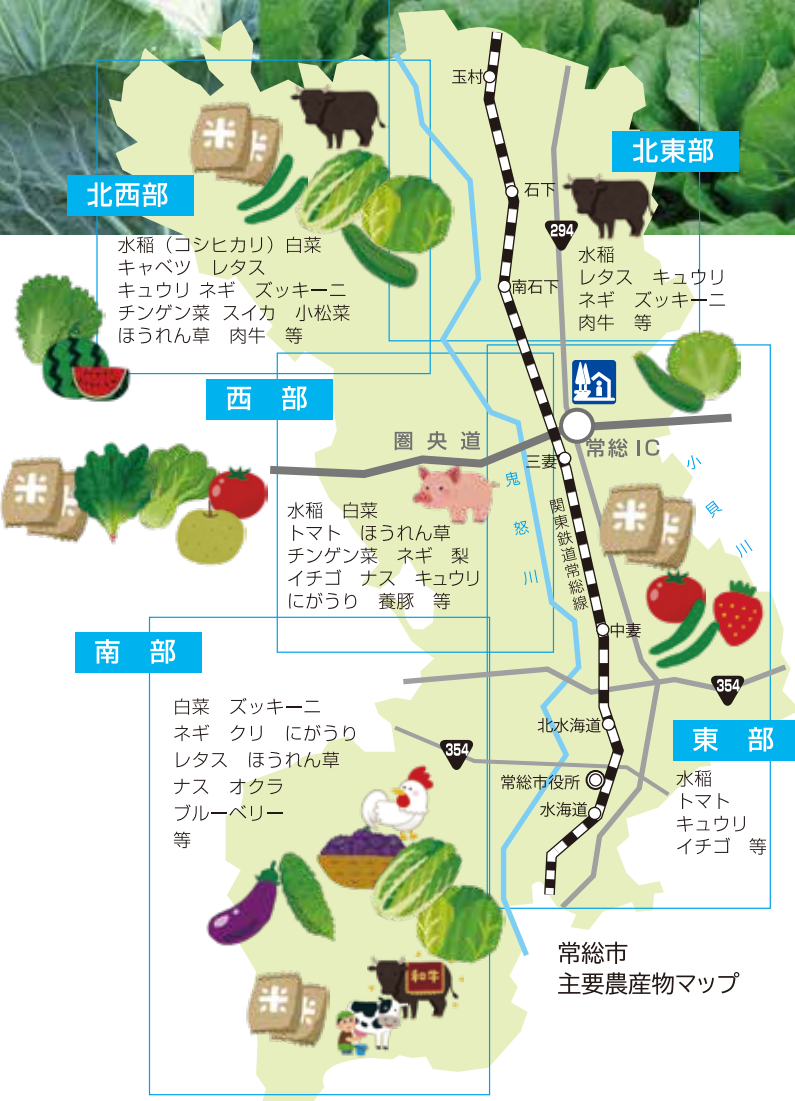 玉村
北東部
米
北西部
石下
294
水稲（コシヒカリ）白菜
キャベツ　レタス
キュウリ ネギ　ズッキーニ
チンゲン菜 スイカ　小松菜
ほうれん草　肉牛　等
水稲
レタス　キュウリ
ネギ　ズッキーニ
肉牛　等
南石下
西　部
圏央道
常総IC
三妻
小貝川
鬼怒川
米
水稲　白菜
トマト　ほうれん草
チンゲン菜　ネギ　梨
イチゴ　ナス　キュウリ
にがうり　養豚　等
関東鉄道常総線
米
中妻
南　部
354
白菜　ズッキーニ
ネギ　クリ　にがうり
レタス　ほうれん草
ナス　オクラ
ブルーベリー
等
北水海道
東　部
354
常総市役所
水海道
水稲
トマト
キュウリ
イチゴ　等
和牛
米
常総市
主要農産物マップ